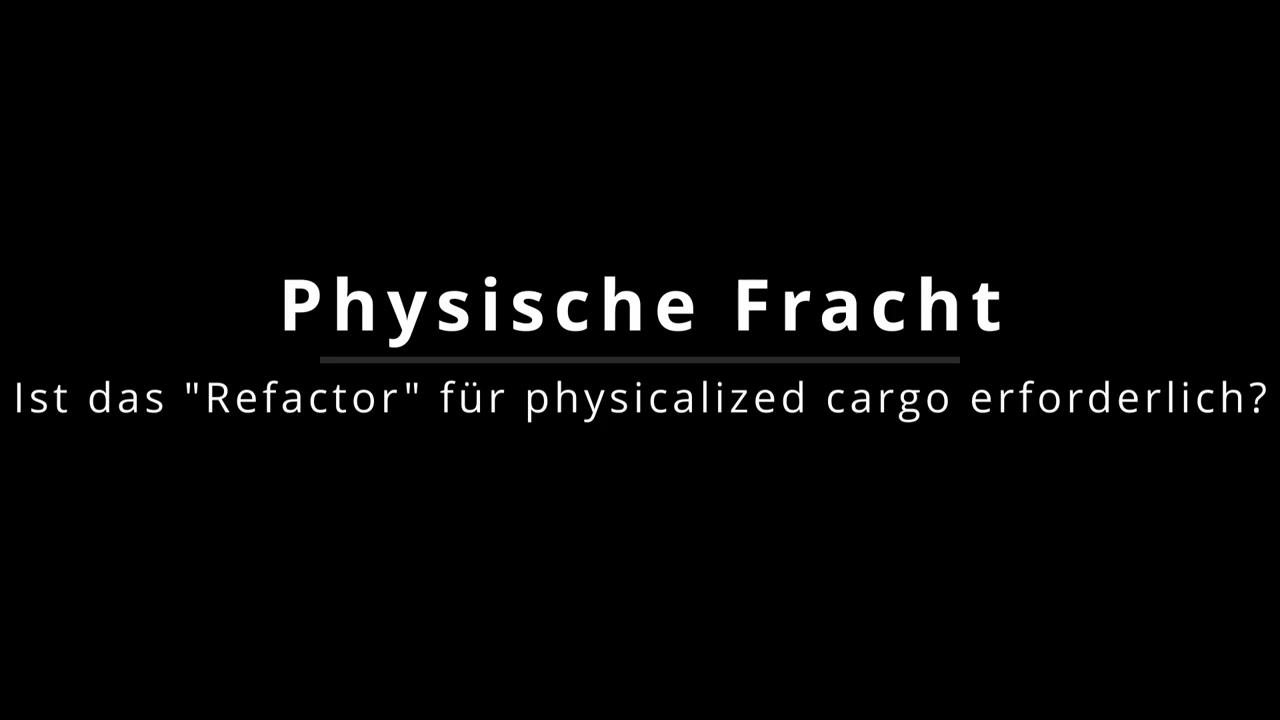 Physische Fracht
Ist das "Refactor" für physicalized cargo erforderlich?